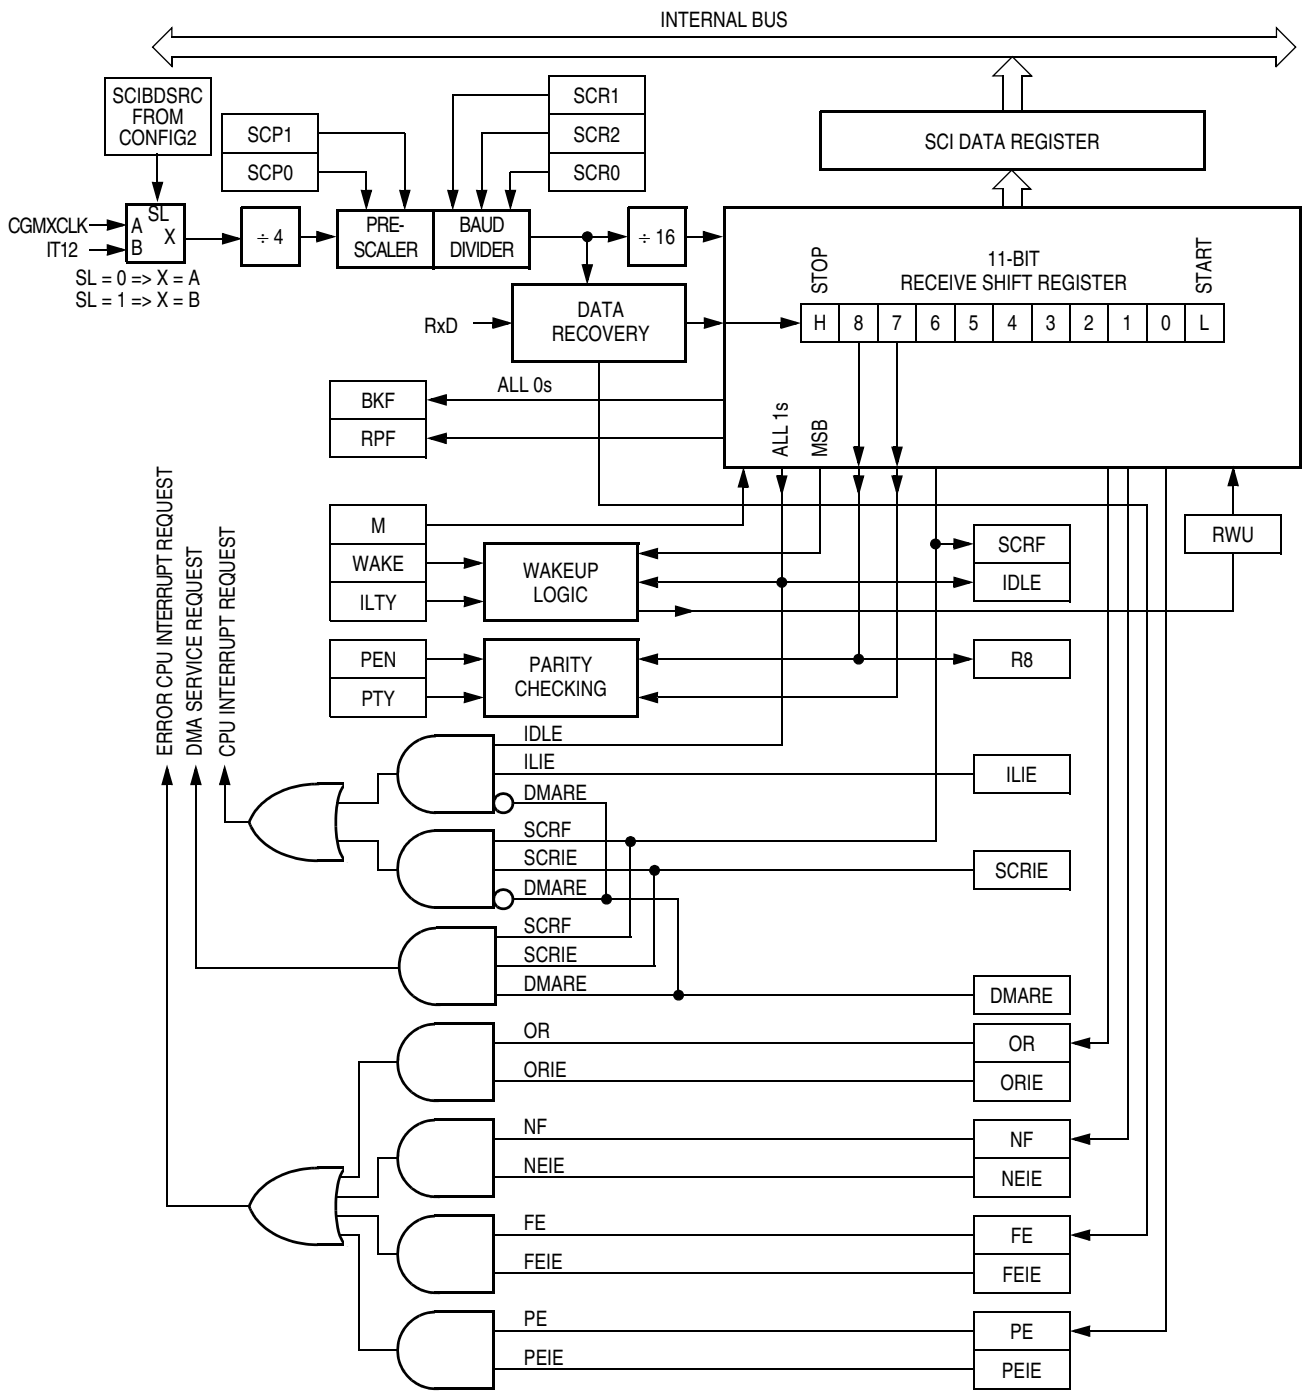 INTERNAL BUS
SCIBDSRC
FROM
CONFIG2
SCP1
SCP0
SCR1
SCR2
SCR0
SCI DATA REGISTER
CGMXCLK
IT12
SL
A
X
B
SL = 0 => X = A
SL = 1 => X = B
÷ 4
PRE-
SCALER
BAUD
DIVIDER
÷ 16
STOP
11-BIT
RECEIVE SHIFT REGISTER
START
H 8 7 6 5 4 3 2 1 0 L
RxD
DATA
RECOVERY
ALL 0s
BKF
RPF
ALL 1s
MSB
M
WAKE
ILTY
WAKEUP
LOGIC
SCRF
IDLE
RWU
PEN
PTY
PARITY
CHECKING
R8
ERROR CPU INTERRUPT REQUEST
DMA SERVICE REQUEST
CPU INTERRUPT REQUEST
IDLE
ILIE
ILIE
DMARE
SCRF
SCRIE
SCRIE
DMARE
SCRF
SCRIE
DMARE
DMARE
OR
OR
ORIE
ORIE
NF
NF
NEIE
NEIE
FE
FE
FEIE
FEIE
PE
PE
PEIE
PEIE